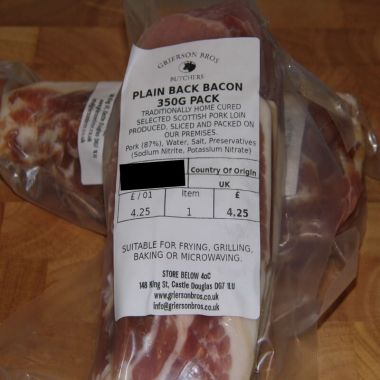 GRIERSON BROS
BUTCHERS
PLAIN BACK BACON
350G PACK
TRADITIONALLY HOME CURED
SELECTED SCOTTISH PORK LOIN
PRODUCED, SLICED AND PACKED ON
OUR PREMISES.
Pork (87%), Water, Salt, Preservatives
(Sodium Nitrite, Potassium Nitrate)
Country Of Origin
UK
£ / 01 Item £
4.25 1 4.25
SUITABLE FOR FRYING, GRILLING,
BAKING OR MICROWAVING.
STORE BELOW 4oC
148 King St, Castle Douglas DG7 1LU
www.griersonbros.co.uk
info@griersonbros.co.uk